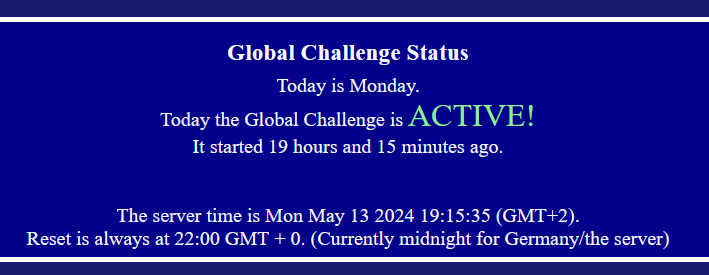 Global Challenge Status
Today is Monday.
Today the Global Challenge is ACTIVE!
It started 19 hours and 15 minutes ago.
The server time is Mon May 13 2024 19:15:35 (GMT+2).
Reset is always at 22:00 GMT + 0. (Currently midnight for Germany/the server)